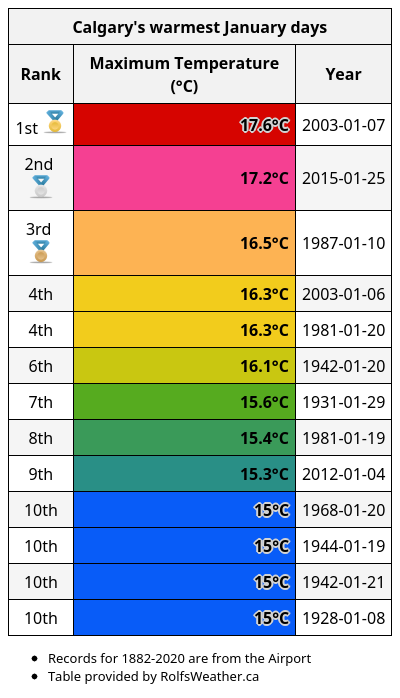 Calgary's warmest January days
Rank Maximum Temperature (°C) Year
1st 17.6°C 2003-01-07
2nd 17.2°C 2015-01-25
3rd 16.5°C 1987-01-10
4th 16.3°C 2003-01-06
4th 16.3°C 1981-01-20
6th 16.1°C 1942-01-20
7th 15.6°C 1931-01-29
8th 15.4°C 1981-01-19
9th 15.3°C 2012-01-04
10th 15°C 1968-01-20
10th 15°C 1944-01-19
10th 15°C 1942-01-21
10th 15°C 1928-01-08
• Records for 1882-2020 are from the Airport
• Table provided by RolfsWeather.ca